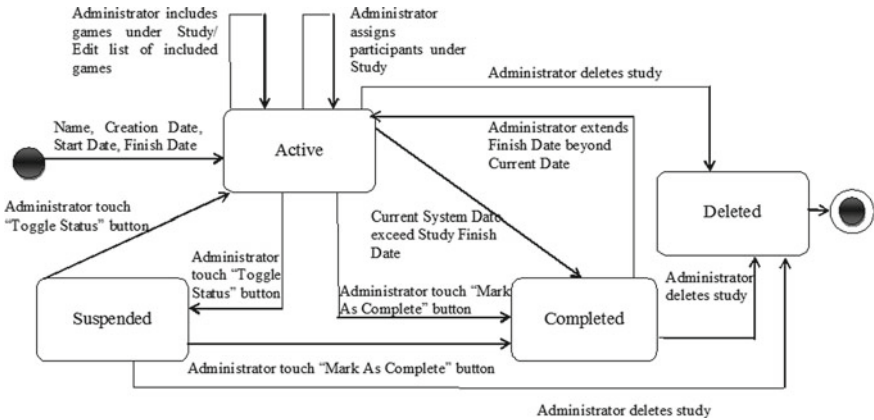 Administrator includes
games under Study/
Edit list of included
games
Administrator
assigns
participants under
Study
Administrator deletes study
Name, Creation Date,
Start Date, Finish Date
Active
Administrator extends
Finish Date beyond
Current Date
Deleted
Administrator touch
“Toggle Status” button
Current System Date
exceed Study Finish
Date
Administrator
touch “Toggle
Status” button
Administrator
deletes study
Suspended
Administrator touch “Mark
As Complete” button
Completed
Administrator touch “Mark As Complete” button
Administrator deletes study